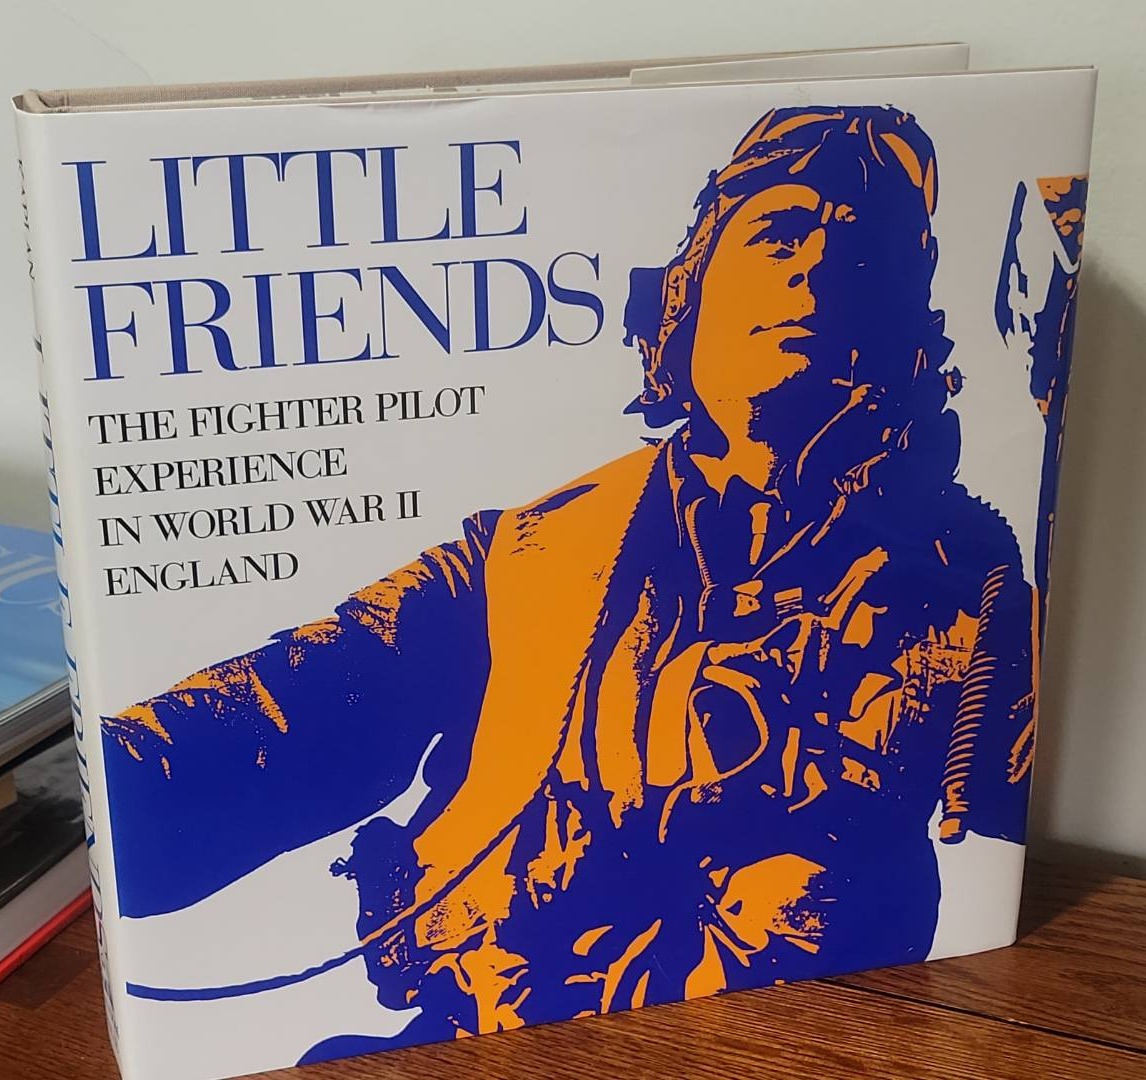 LITTLE
FRIENDS
THE FIGHTER PILOT
EXPERIENCE
IN WORLD WAR II
ENGLAND